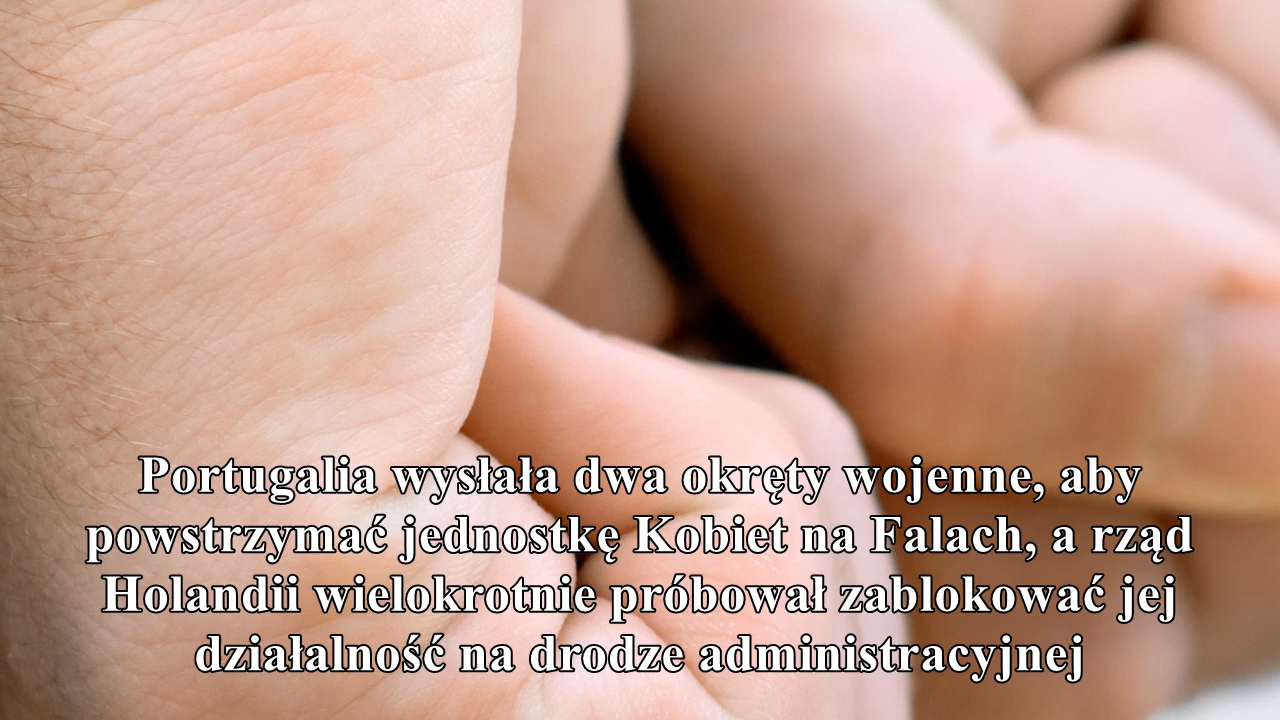 Portugalia wysłała dwa okręty wojenne, aby
powstrzymać jednostkę Kobiet na Falach, a rząd
Holandii wielokrotnie próbował zablokować jej
działalność na drodze administracyjnej